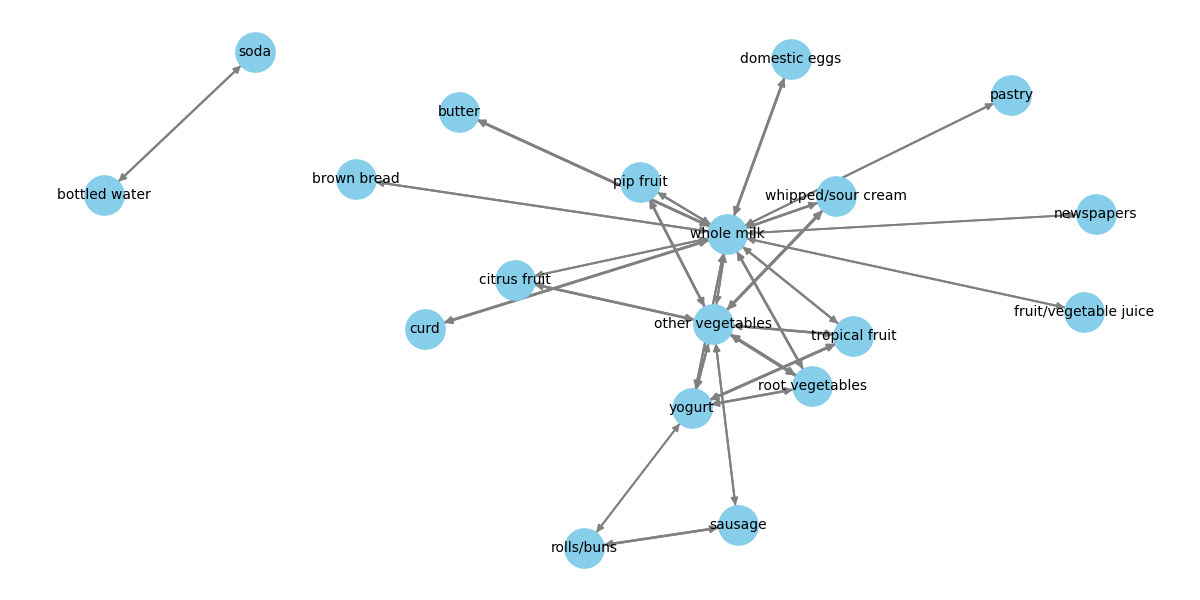 soda
domestic eggs
pastry
butter
brown bread
pip fruit
bottled water
whipped/sour cream
newspapers
whole milk
citrus fruit
fruit/vegetable juice
curd
other vegetables
tropical fruit
root vegetables
yogurt
sausage
rolls/buns